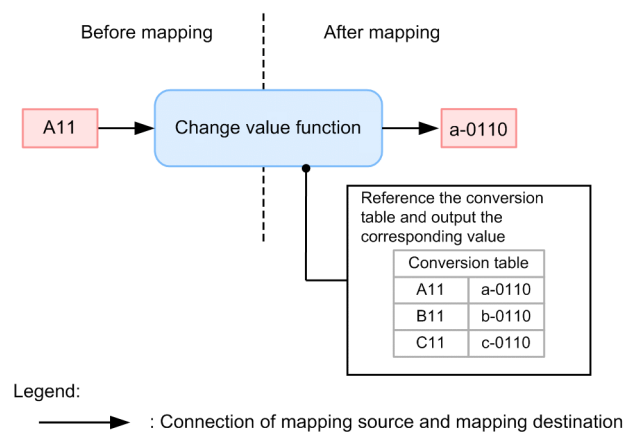 Before mapping
After mapping
A11
Change value function
a-0110
Reference the conversion
table and output the
corresponding value
Conversion table
A11 a-0110
B11 b-0110
C11 c-0110
Legend:
: Connection of mapping source and mapping destination